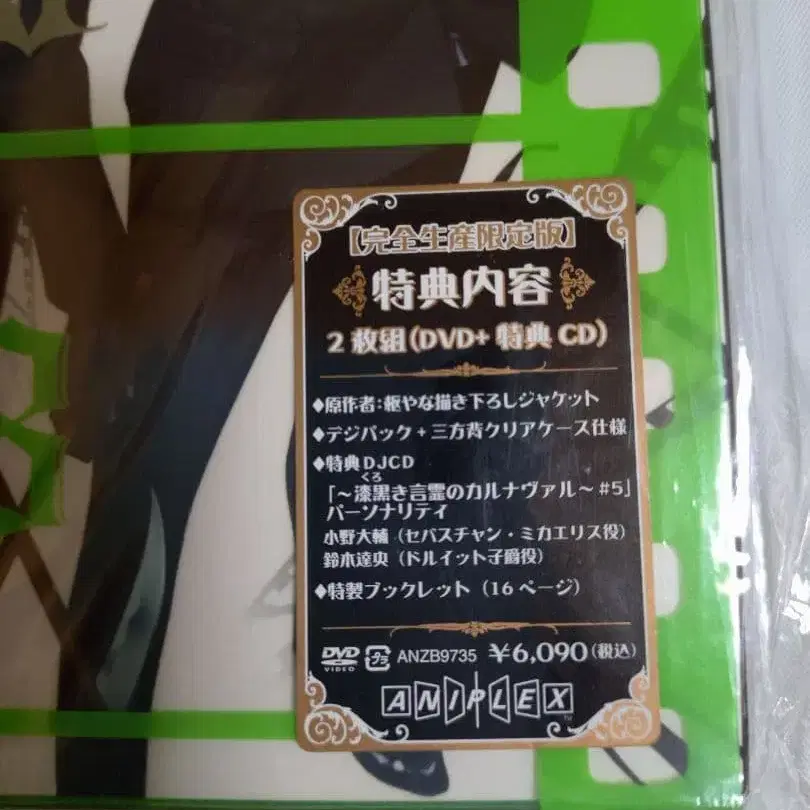 【完全生産限定版】
特典内容
2枚組(DVD+特典CD)
◆原作者:枢やな描き下ろしジャケット
◆デジパック+三方背クリアケース仕様
◆特典DJCD
くろ
「~漆黒き言霊のカルナヴァル~#5」
パーソナリティ
小野大輔(セバスチャン・ミカエリス役)
鈴木達央(ドルイット子爵役)
◆特製ブックレット(16ページ)
DVD VIDEO プラ ANZB9735 ¥6,090(税込)
ANIPLEX™